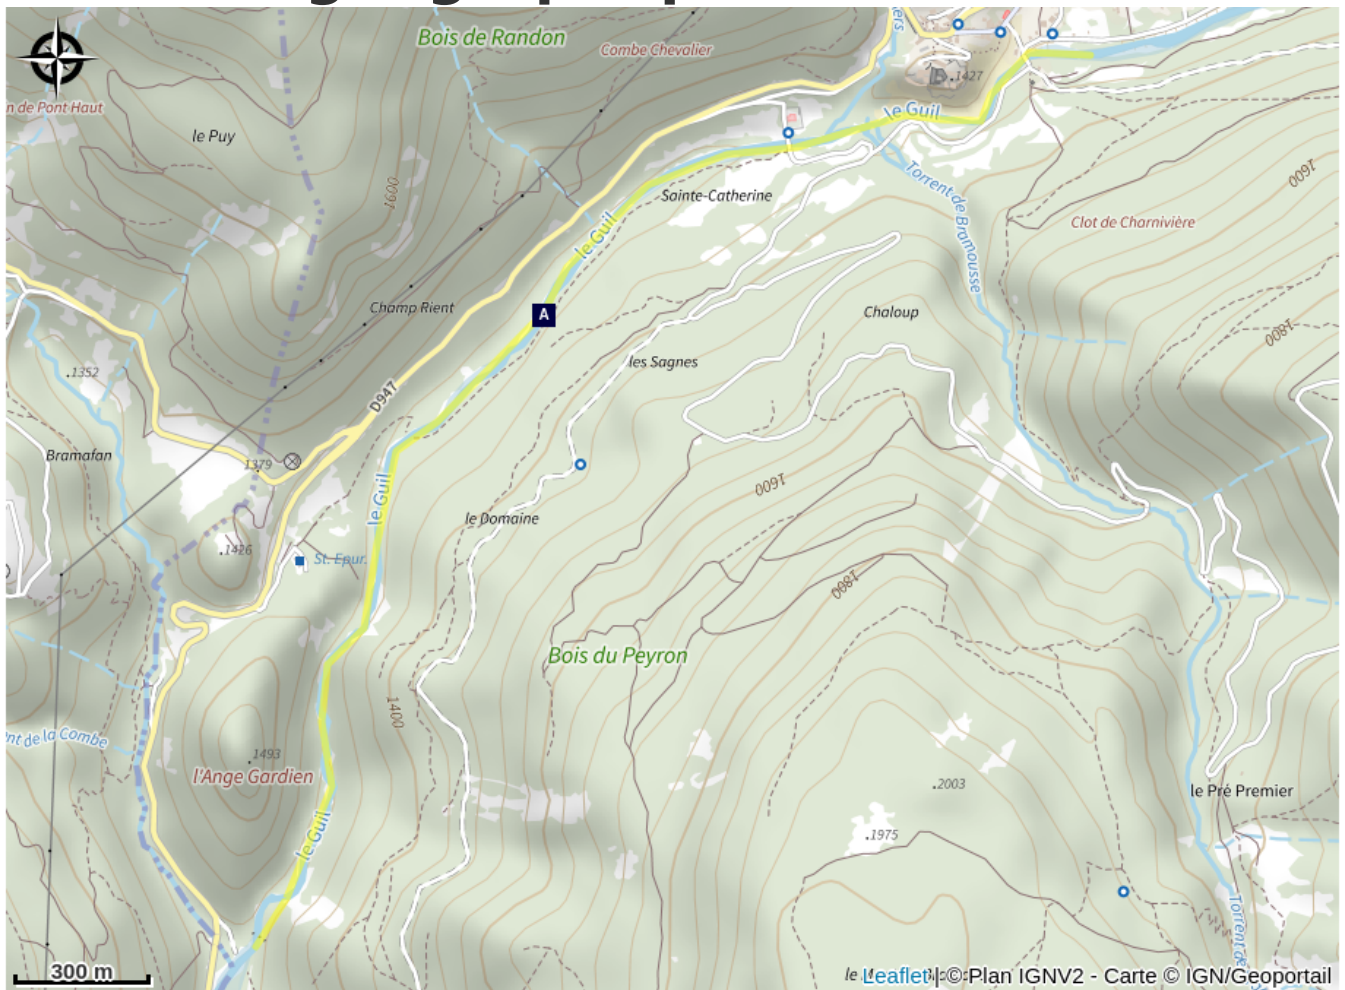 Bois de Randon
Combe Chevalier
n de Pont Haut
le Puy
1427
le Guil
1600
Sainte-Catherine
Torrent de Bramousse
1600
Clot de Charnivière
le Guil
Champ Rient
A
Chaloup
1800
les Sagnes
.1352
D947
Bramafan
1379
1600
le Guil
le Domaine
.1426
St. Epur.
1800
Bois du Peyron
1400
nt de la Combe
.1493
l'Ange Gardien
.2003
le Pré Premier
.1975
le Guil
Torrent de
300 m
Leaflet | © Plan IGNV2 - Carte © IGN/Geoportail